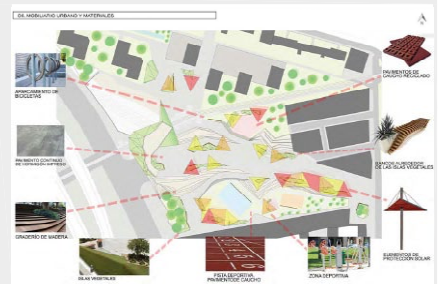 04. MOBILIARIO URBANO Y MATERIALES
APARCAMIENTO DE
BICICLETAS
PAVIMENTOS DE
CAUCHO RECICLADO
PAVIMENTO CONTINUO
DE HORMIGÓN IMPRESO
BANCOS ALREDEDOR
DE LAS ISLAS VEGETALES
GRADERÍO DE MADERA
ELEMENTOS DE
PROTECCIÓN SOLAR
ISLAS VEGETALES
PISTA DEPORTIVA,
PAVIMENTO DE CAUCHO
ZONA DEPORTIVA